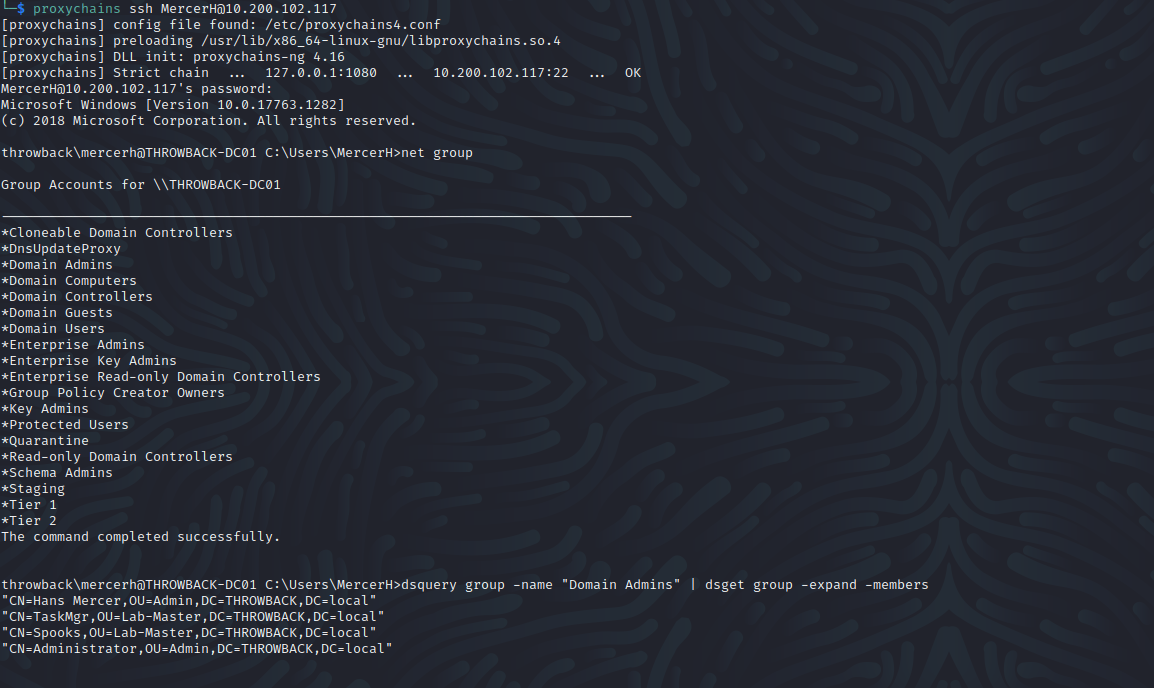 └─$ proxychains ssh MercerH@10.200.102.117
[proxychains] config file found: /etc/proxychains4.conf
[proxychains] preloading /usr/lib/x86_64-linux-gnu/libproxychains.so.4
[proxychains] DLL init: proxychains-ng 4.16
[proxychains] Strict chain  ...  127.0.0.1:1080  ...  10.200.102.117:22  ...  OK
MercerH@10.200.102.117's password:
Microsoft Windows [Version 10.0.17763.1282]
(c) 2018 Microsoft Corporation. All rights reserved.
throwback\mercerh@THROWBACK-DC01 C:\Users\MercerH>net group
Group Accounts for \\THROWBACK-DC01
-------------------------------------------------------------------------------
*Cloneable Domain Controllers
*DnsUpdateProxy
*Domain Admins
*Domain Computers
*Domain Controllers
*Domain Guests
*Domain Users
*Enterprise Admins
*Enterprise Key Admins
*Enterprise Read-only Domain Controllers
*Group Policy Creator Owners
*Key Admins
*Protected Users
*Quarantine
*Read-only Domain Controllers
*Schema Admins
*Staging
*Tier 1
*Tier 2
The command completed successfully.
throwback\mercerh@THROWBACK-DC01 C:\Users\MercerH>dsquery group -name "Domain Admins" | dsget group -expand -members
"CN=Hans Mercer,OU=Admin,DC=THROWBACK,DC=local"
"CN=TaskMgr,OU=Lab-Master,DC=THROWBACK,DC=local"
"CN=Spooks,OU=Lab-Master,DC=THROWBACK,DC=local"
"CN=Administrator,OU=Admin,DC=THROWBACK,DC=local"